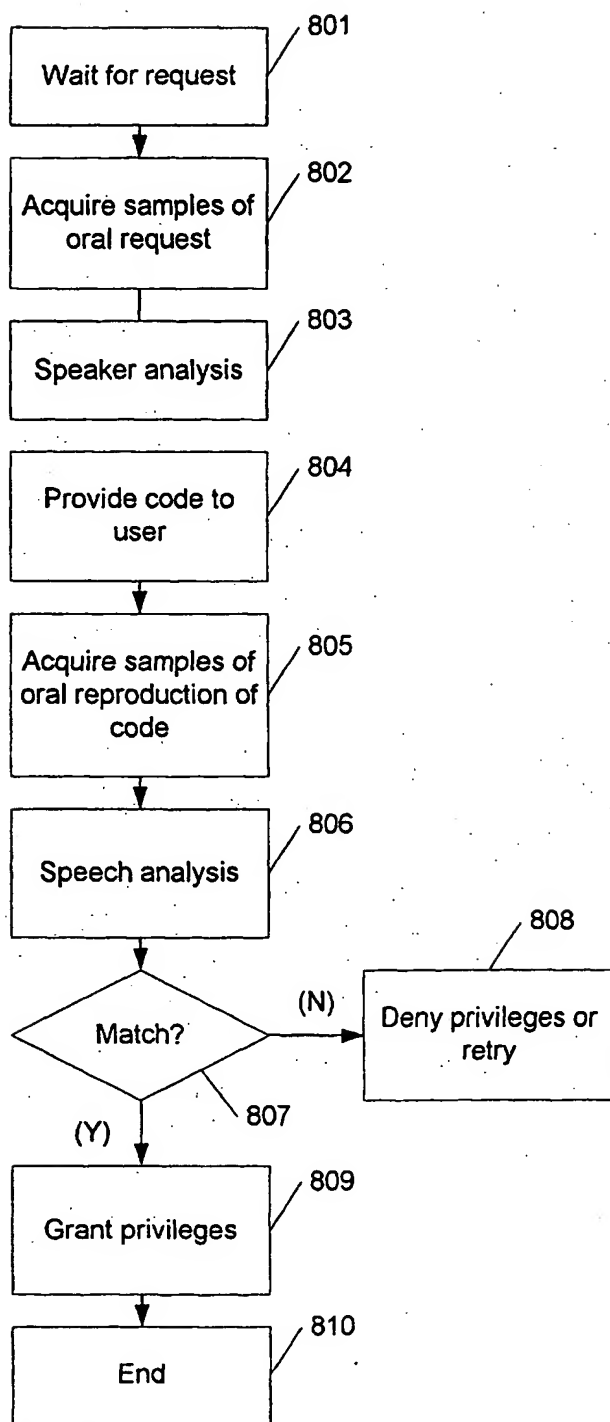 801
Wait for request
802
Acquire samples of
oral request
803
Speaker analysis
804
Provide code to
user
805
Acquire samples of
oral reproduction of
code
806
Speech analysis
808
Match?
(N)
Deny privileges or
retry
807
(Y)
809
Grant privileges
810
End